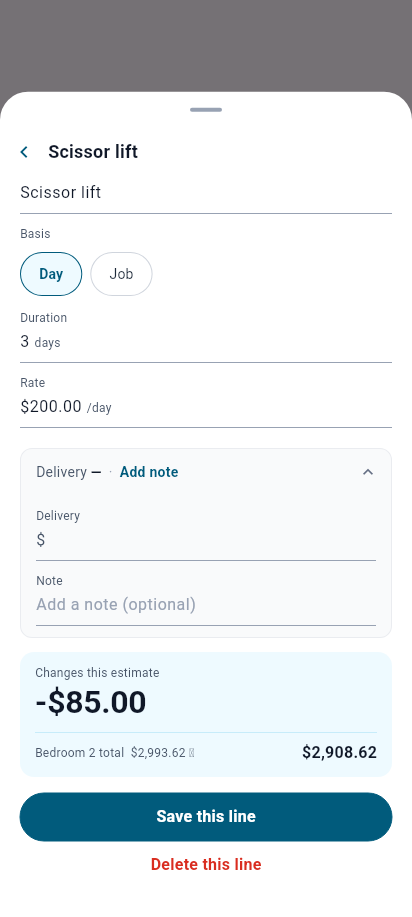 Scissor lift
Scissor lift
Basis
Day
Job
Duration
3 days
Rate
$200.00 /day
Delivery — · Add note
Delivery
$
Note
Add a note (optional)
Changes this estimate
-$85.00
Bedroom 2 total $2,993.62
$2,908.62
Save this line
Delete this line